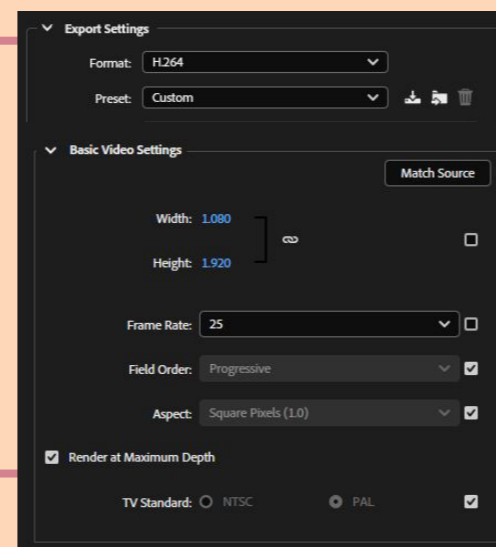 Export Settings
Format: H.264
Preset: Custom
Basic Video Settings
Match Source
Width: 1.080
Height: 1.920
Frame Rate: 25
Field Order: Progressive
Aspect: Square Pixels (1.0)
Render at Maximum Depth
TV Standard: NTSC PAL